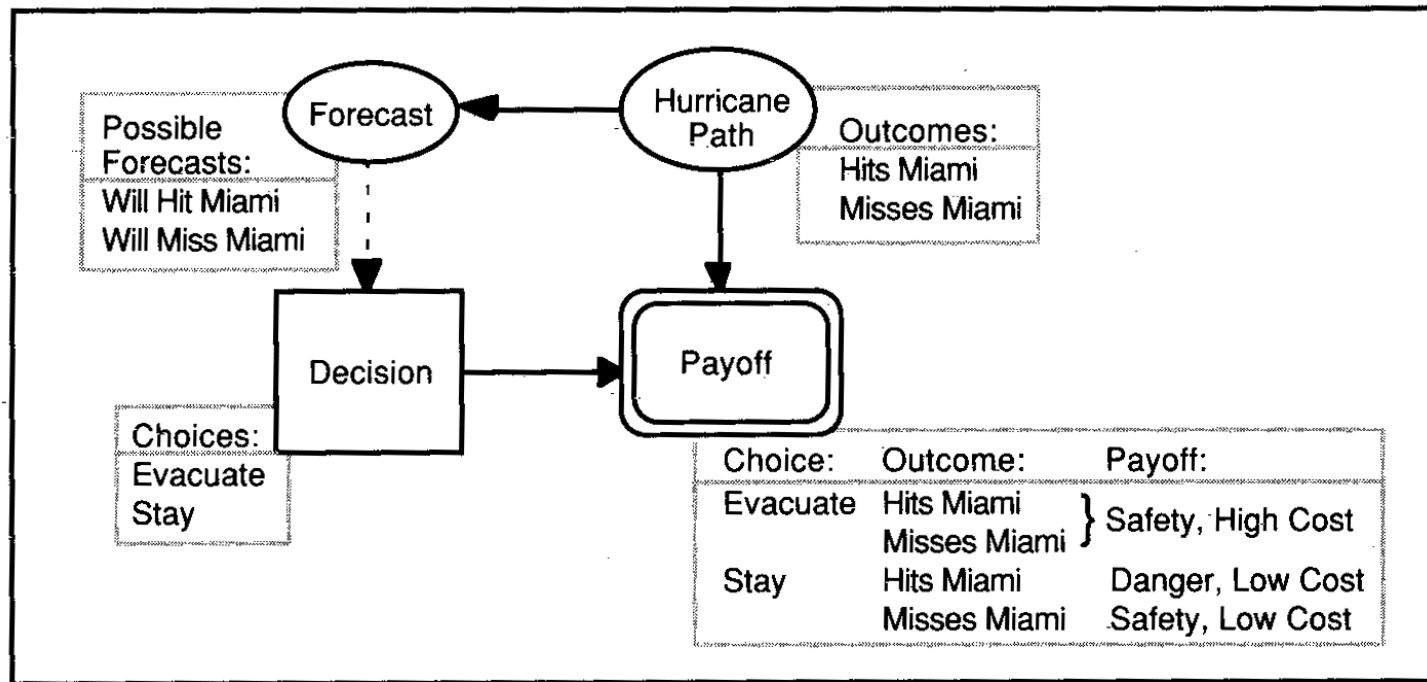 Forecast
Hurricane
Path
Possible
Forecasts:
Will Hit Miami
Will Miss Miami
Outcomes:
Hits Miami
Misses Miami
Decision
Payoff
Choices:
Evacuate
Stay
Choice: Outcome: Payoff:
Evacuate Hits Miami } Safety, High Cost
Misses Miami
Stay Hits Miami Danger, Low Cost
Misses Miami Safety, Low Cost